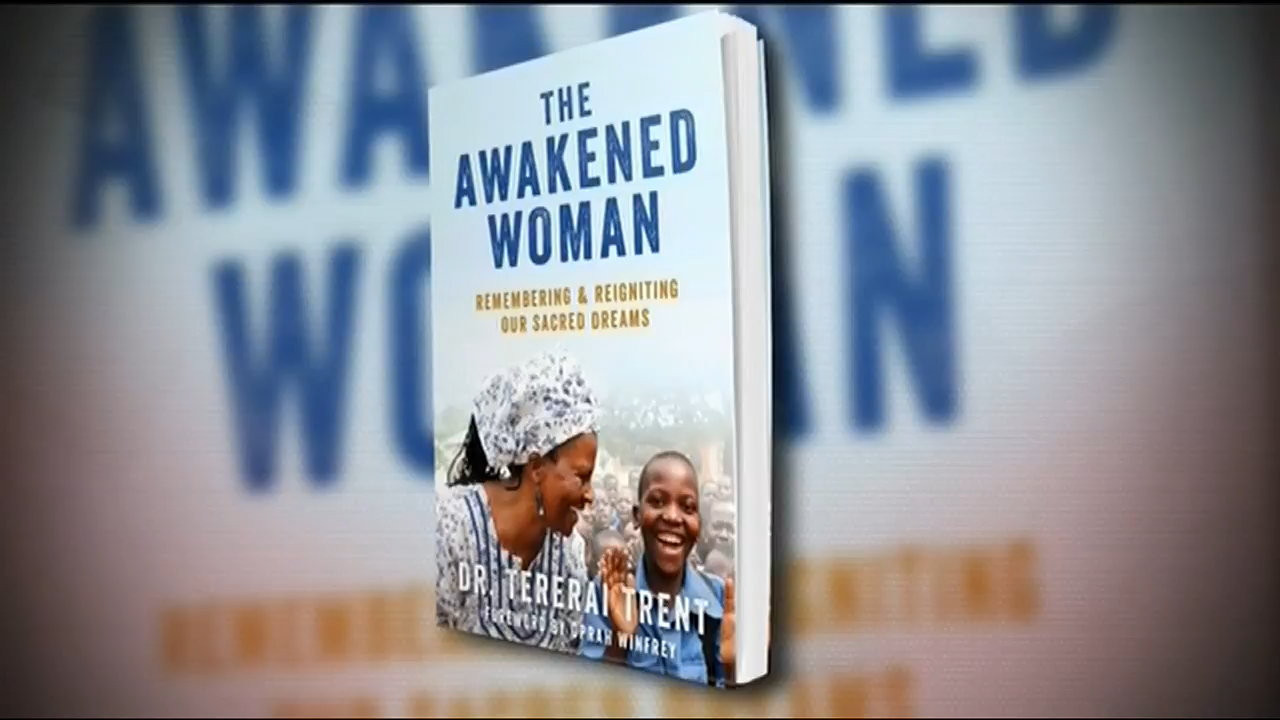 THE
AWAKENED
WOMAN
REMEMBERING & REIGNITING
OUR SACRED DREAMS
DR. TERERAI TRENT
FOREWORD BY OPRAH WINFREY